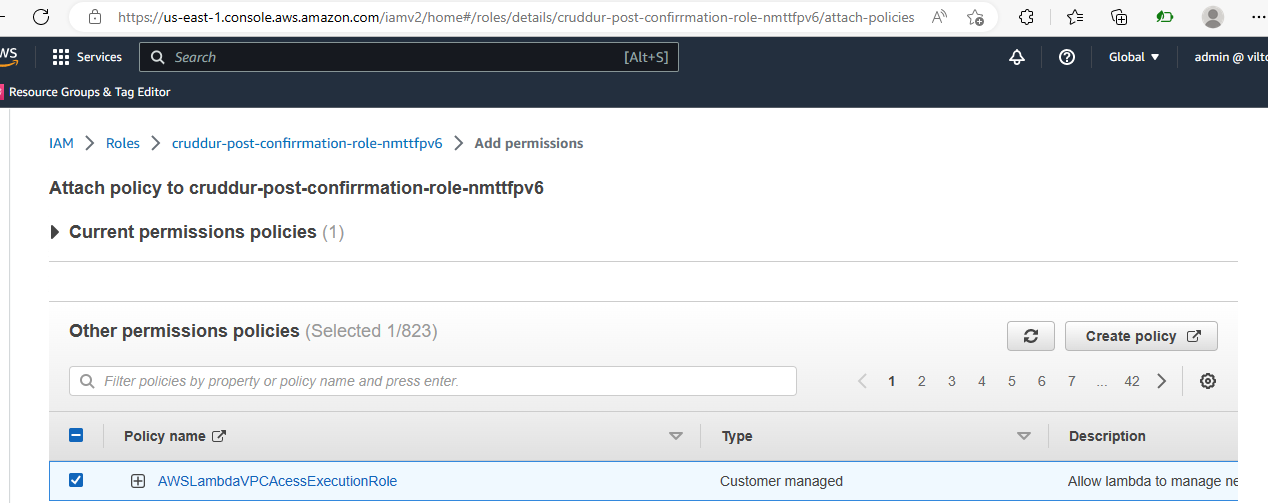 https://us-east-1.console.aws.amazon.com/iamv2/home#/roles/details/cruddur-post-confirrmation-role-nmttfpv6/attach-policies
Services
Search
[Alt+S]
Global
admin @ vilto
Resource Groups & Tag Editor
IAM > Roles > cruddur-post-confirrmation-role-nmttfpv6 > Add permissions
Attach policy to cruddur-post-confirrmation-role-nmttfpv6
Current permissions policies (1)
Other permissions policies (Selected 1/823)
Create policy
Filter policies by property or policy name and press enter.
1 2 3 4 5 6 7 ... 42
Policy name
Type
Description
AWSLambdaVPCAcessExecutionRole
Customer managed
Allow lambda to manage ne